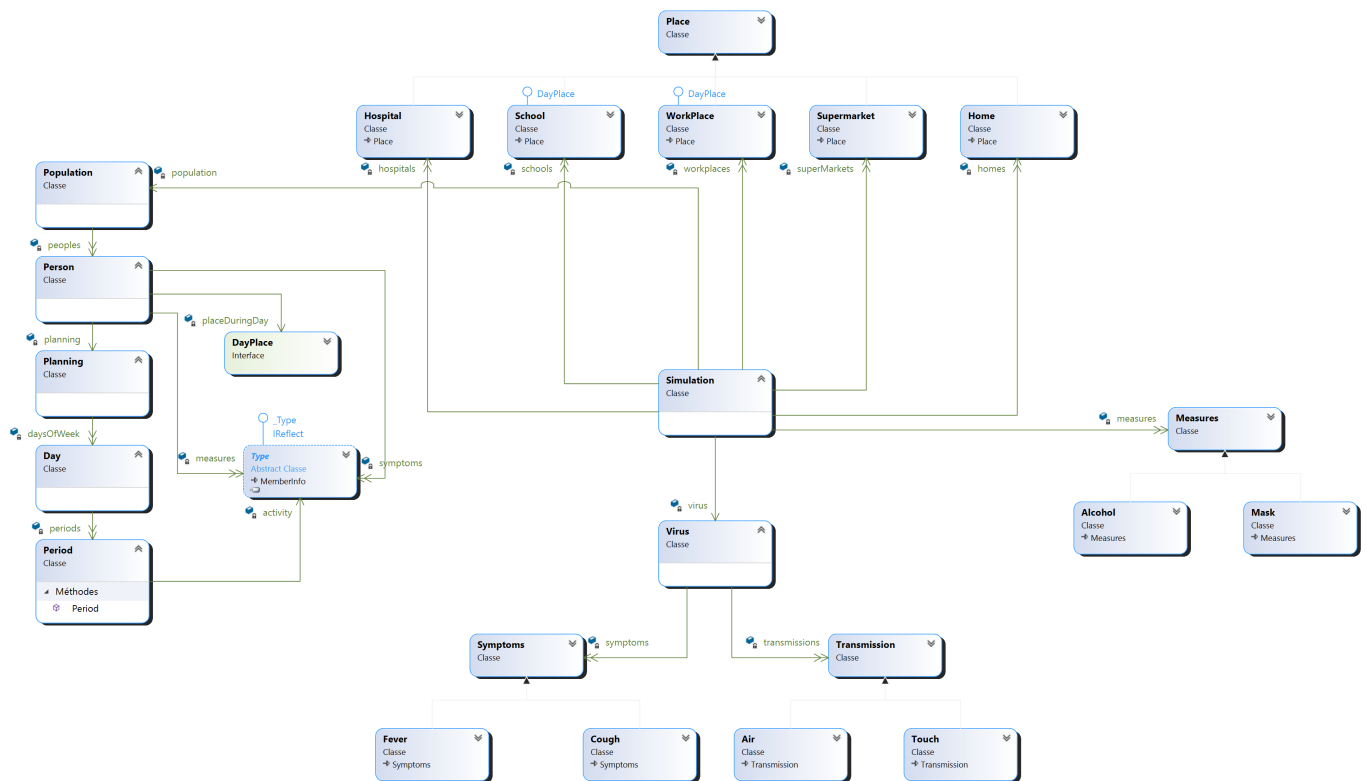 Place
Classe
DayPlace
DayPlace
Hospital
Classe
Place
School
Classe
Place
WorkPlace
Classe
Place
Supermarket
Classe
Place
Home
Classe
Place
hospitals
schools
workplaces
superMarkets
homes
Population
Classe
population
peoples
Person
Classe
placeDuringDay
planning
DayPlace
Interface
Planning
Classe
Simulation
Classe
measures
Measures
Classe
_Type
IReflect
daysOfWeek
Day
Classe
measures
Type
Abstract Classe
MemberInfo
symptoms
activity
virus
Alcohol
Classe
Measures
Mask
Classe
Measures
periods
Period
Classe
Méthodes
Period
Virus
Classe
Symptoms
Classe
symptoms
transmissions
Transmission
Classe
Fever
Classe
Symptoms
Cough
Classe
Symptoms
Air
Classe
Transmission
Touch
Classe
Transmission